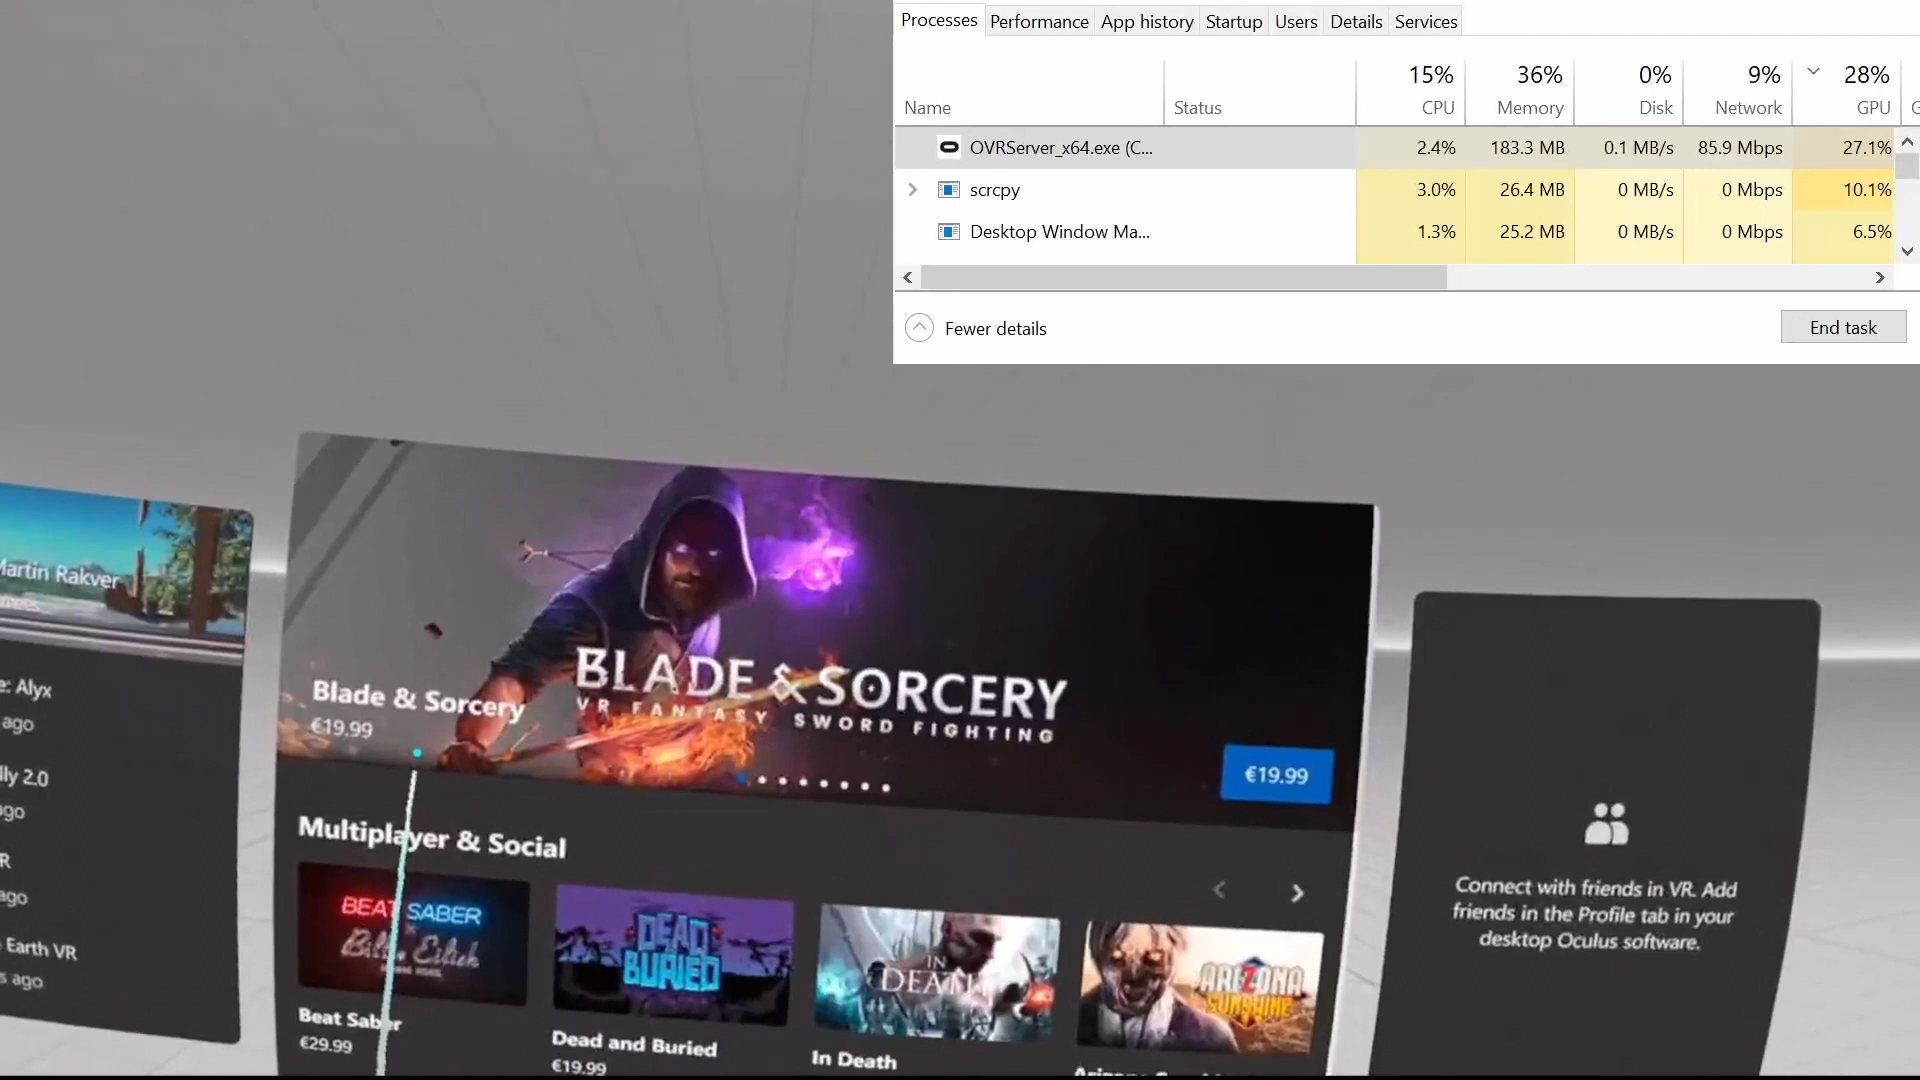 Processes Performance App history Startup Users Details Services
15% 36% 0% 9% 28%
Name Status CPU Memory Disk Network GPU
OVRServer_x64.exe (C... 2.4% 183.3 MB 0.1 MB/s 85.9 Mbps 27.1%
scrcpy 3.0% 26.4 MB 0 MB/s 0 Mbps 10.1%
Desktop Window Ma... 1.3% 25.2 MB 0 MB/s 0 Mbps 6.5%
Fewer details End task
Martin Rakver
e: Alyx
ago
lly 2.0
ago
R
ago
Earth VR
s ago
BLADE & SORCERY
VR FANTASY SWORD FIGHTING
Blade & Sorcery
€19.99
€19.99
Multiplayer & Social
BEAT SABER
X
Billie Eilish
DEAD
BURIED
IN
DEATH
ARIZONA
SUNSHINE
Beat Saber
€29.99
Dead and Buried
€19.99
In Death
Connect with friends in VR. Add
friends in the Profile tab in your
desktop Oculus software.